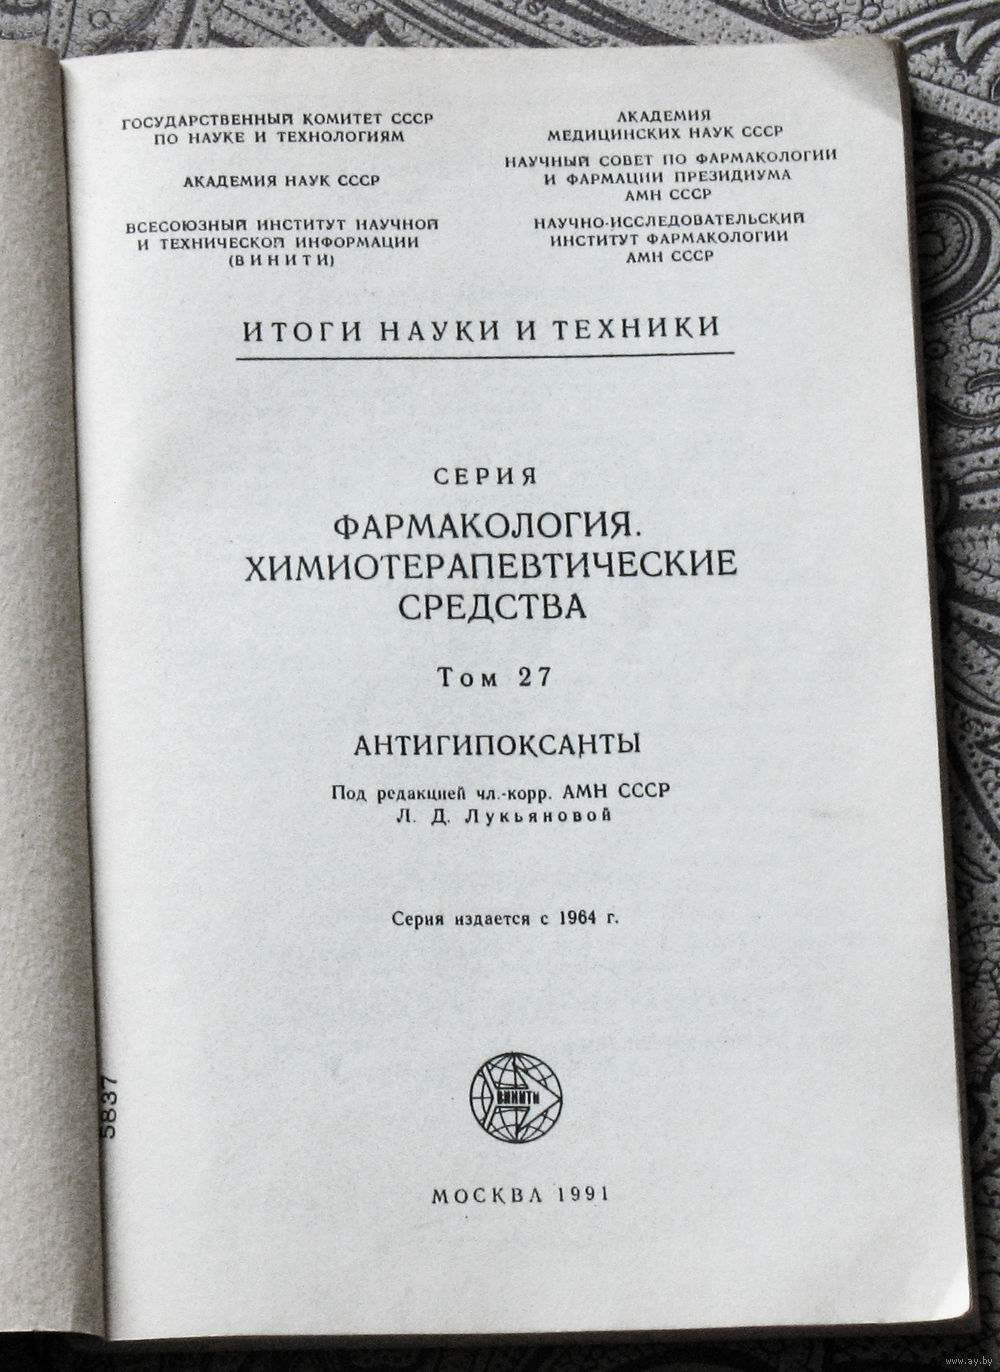 ГОСУДАРСТВЕННЫЙ КОМИТЕТ СССР
ПО НАУКЕ И ТЕХНОЛОГИЯМ
АКАДЕМИЯ НАУК СССР
ВСЕСОЮЗНЫЙ ИНСТИТУТ НАУЧНОЙ
И ТЕХНИЧЕСКОЙ ИНФОРМАЦИИ
(ВИНИТИ)
АКАДЕМИЯ
МЕДИЦИНСКИХ НАУК СССР
НАУЧНЫЙ СОВЕТ ПО ФАРМАКОЛОГИИ
И ФАРМАЦИИ ПРЕЗИДИУМА
АМН СССР
НАУЧНО-ИССЛЕДОВАТЕЛЬСКИЙ
ИНСТИТУТ ФАРМАКОЛОГИИ
АМН СССР
ИТОГИ НАУКИ И ТЕХНИКИ
СЕРИЯ
ФАРМАКОЛОГИЯ.
ХИМИОТЕРАПЕВТИЧЕСКИЕ
СРЕДСТВА
Том 27
АНТИГИПОКСАНТЫ
Под редакцией чл.-корр. АМН СССР
Л. Д. Лукьяновой
Серия издается с 1964 г.
ВИНИТИ
МОСКВА 1991
5837
www.ay.by